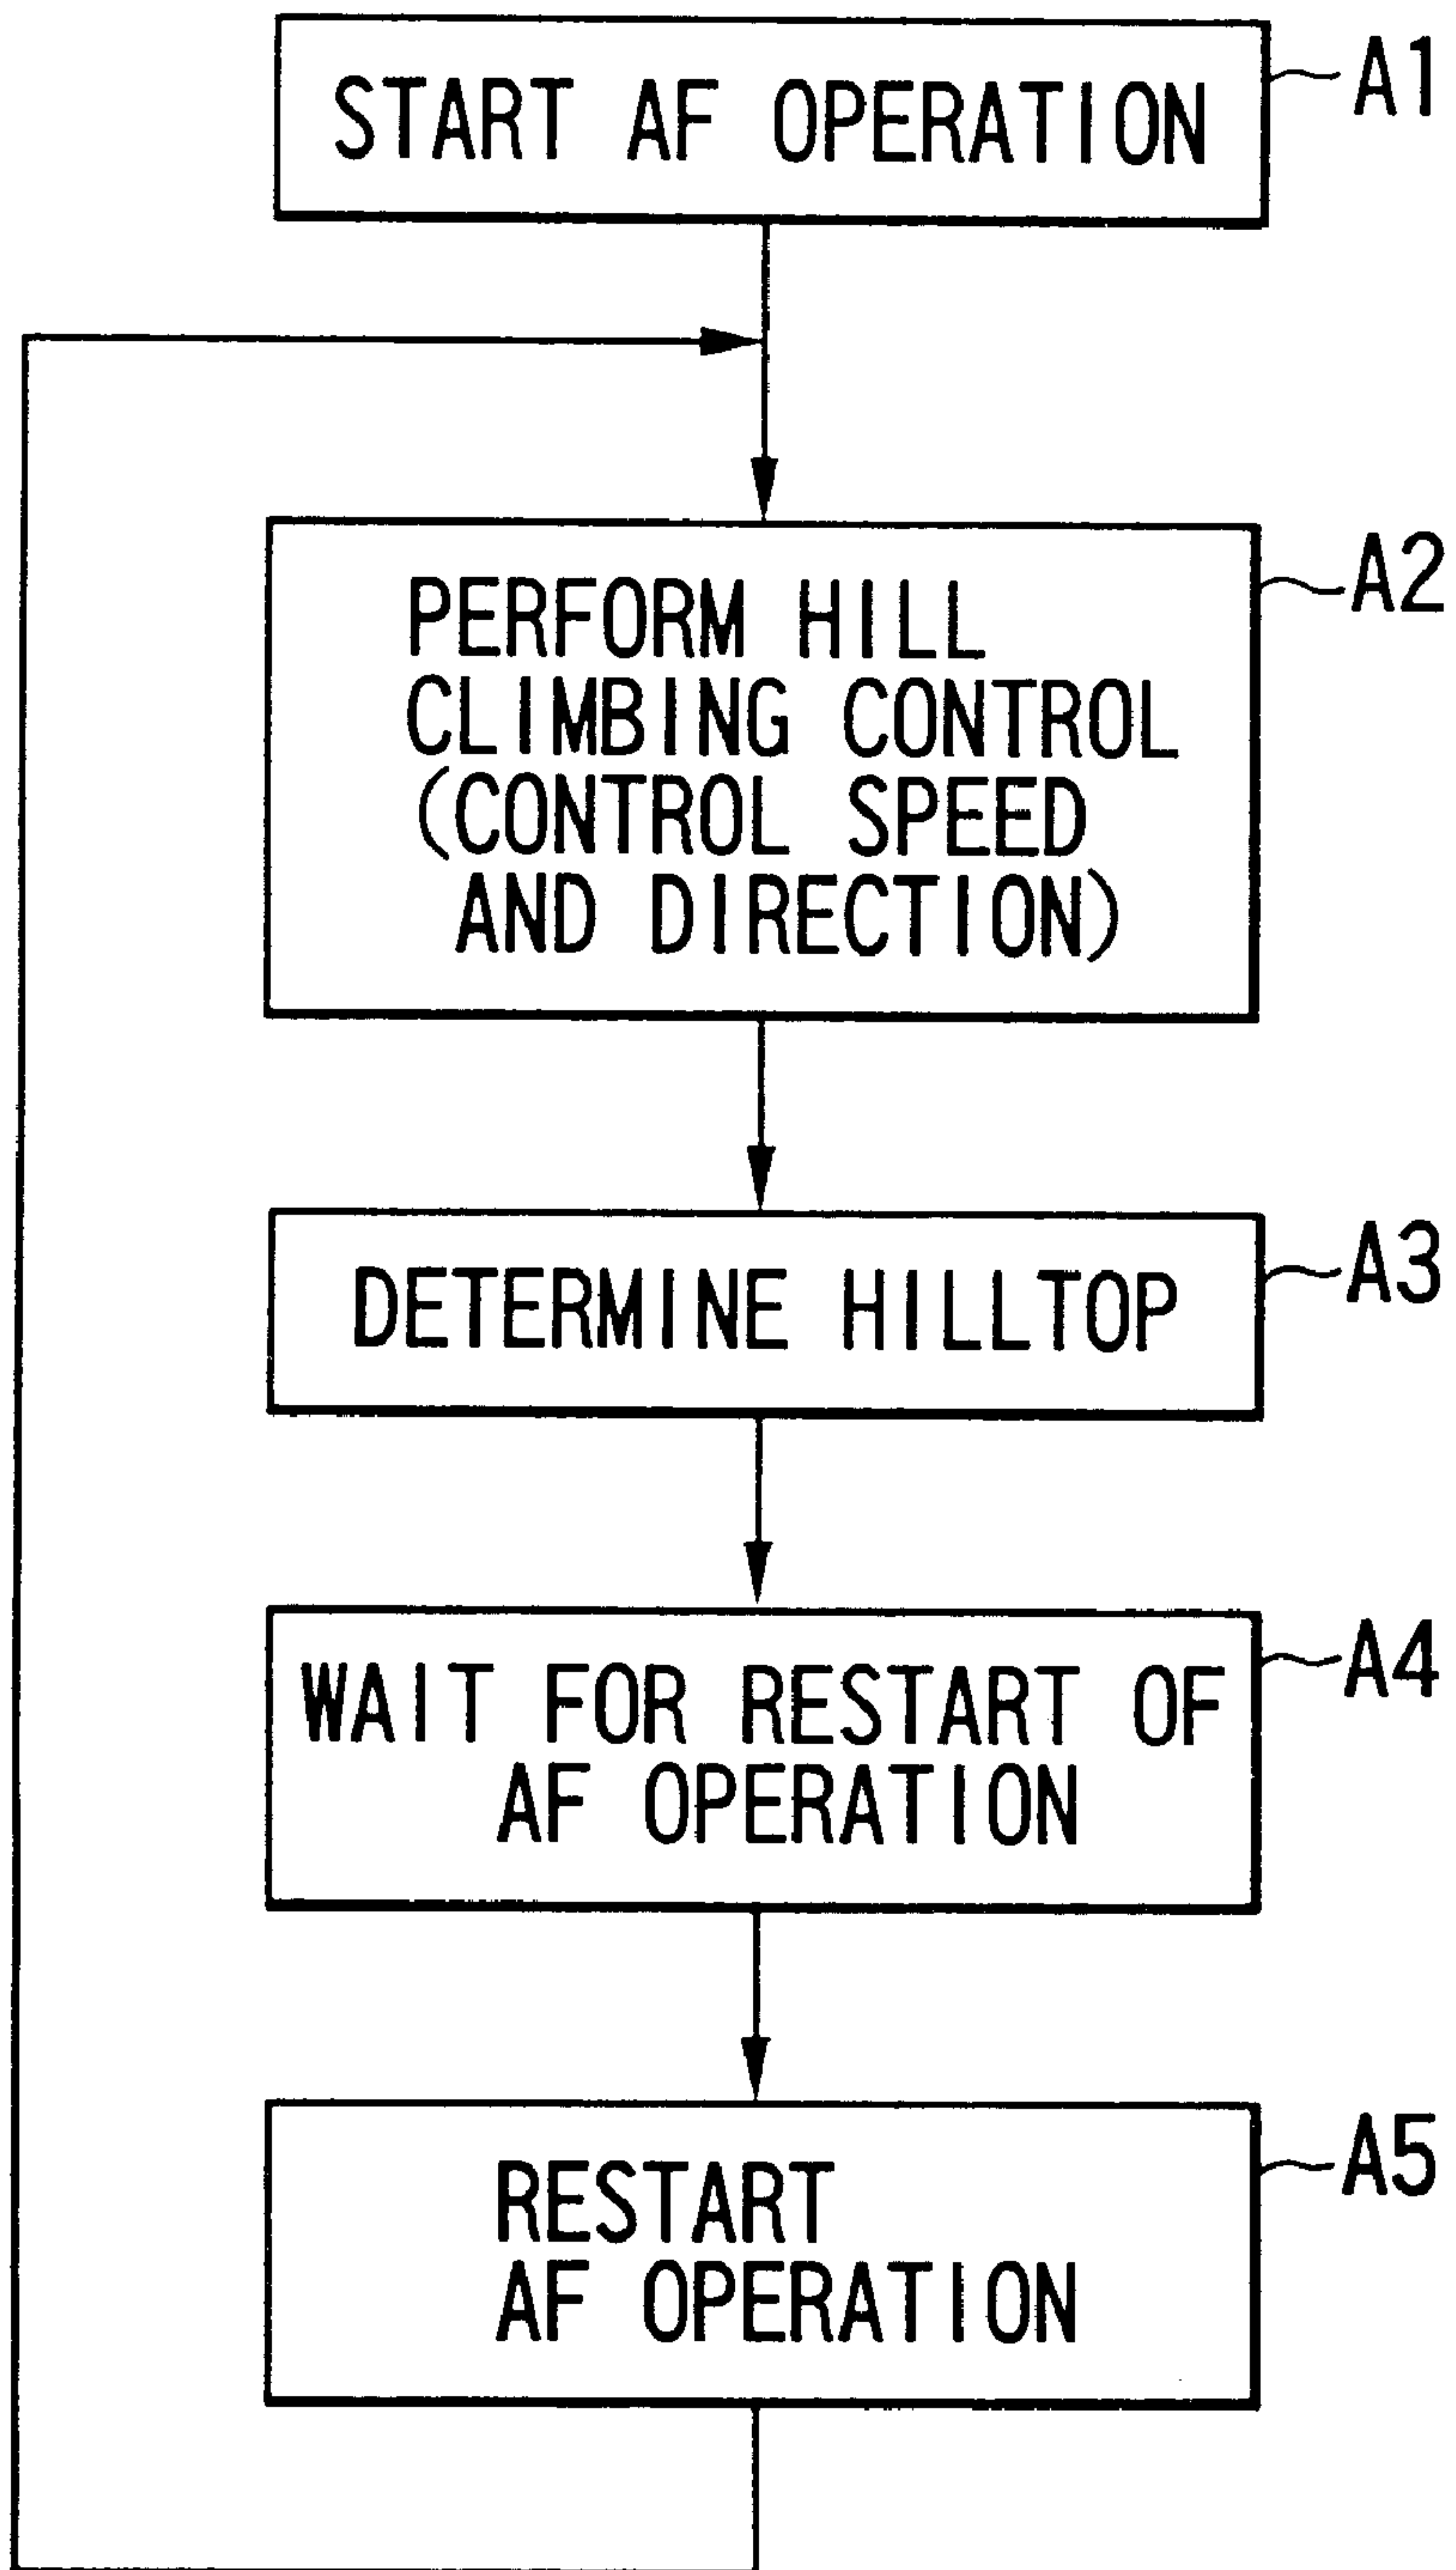 START AF OPERATION
A1
PERFORM HILL
CLIMBING CONTROL
(CONTROL SPEED
AND DIRECTION)
A2
DETERMINE HILLTOP
A3
WAIT FOR RESTART OF
AF OPERATION
A4
RESTART
AF OPERATION
A5